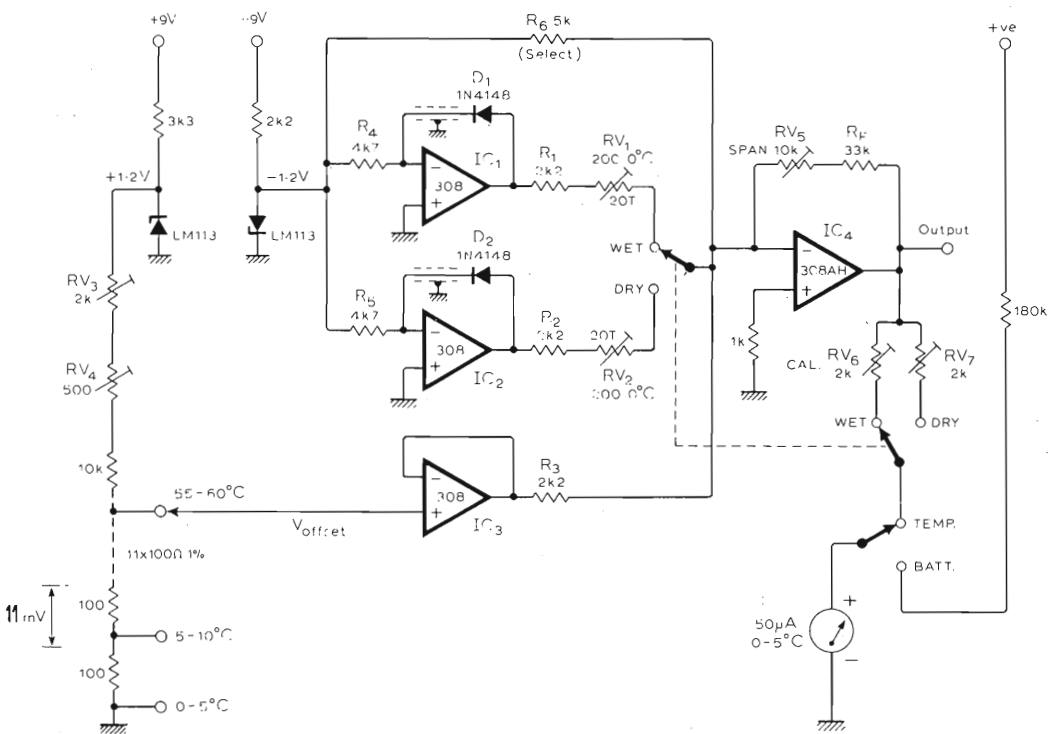 +9V
-9V
+ve
R6 5k
(Select)
3k3
2k2
D1
1N4148
R4
4k7
IC1
308
R1
2k2
RV1
200 0°C
20T
RV5
SPAN 10k
RF
33k
+1·2V
-1·2V
LM113
LM113
WET
DRY
IC4
308AH
Output
D2
1N4148
RV3
2k
R5
4k7
308
IC2
20T
RV2
200 0°C
1k
180k
RV4
500
CAL.
RV6
2k
RV7
2k
WET
DRY
10k
55-60°C
Voffset
308
IC3
R3
2k2
11x100Ω 1%
TEMP.
BATT.
11 mV
100
5-10°C
100
0-5°C
50µA
0-5°C
+
−